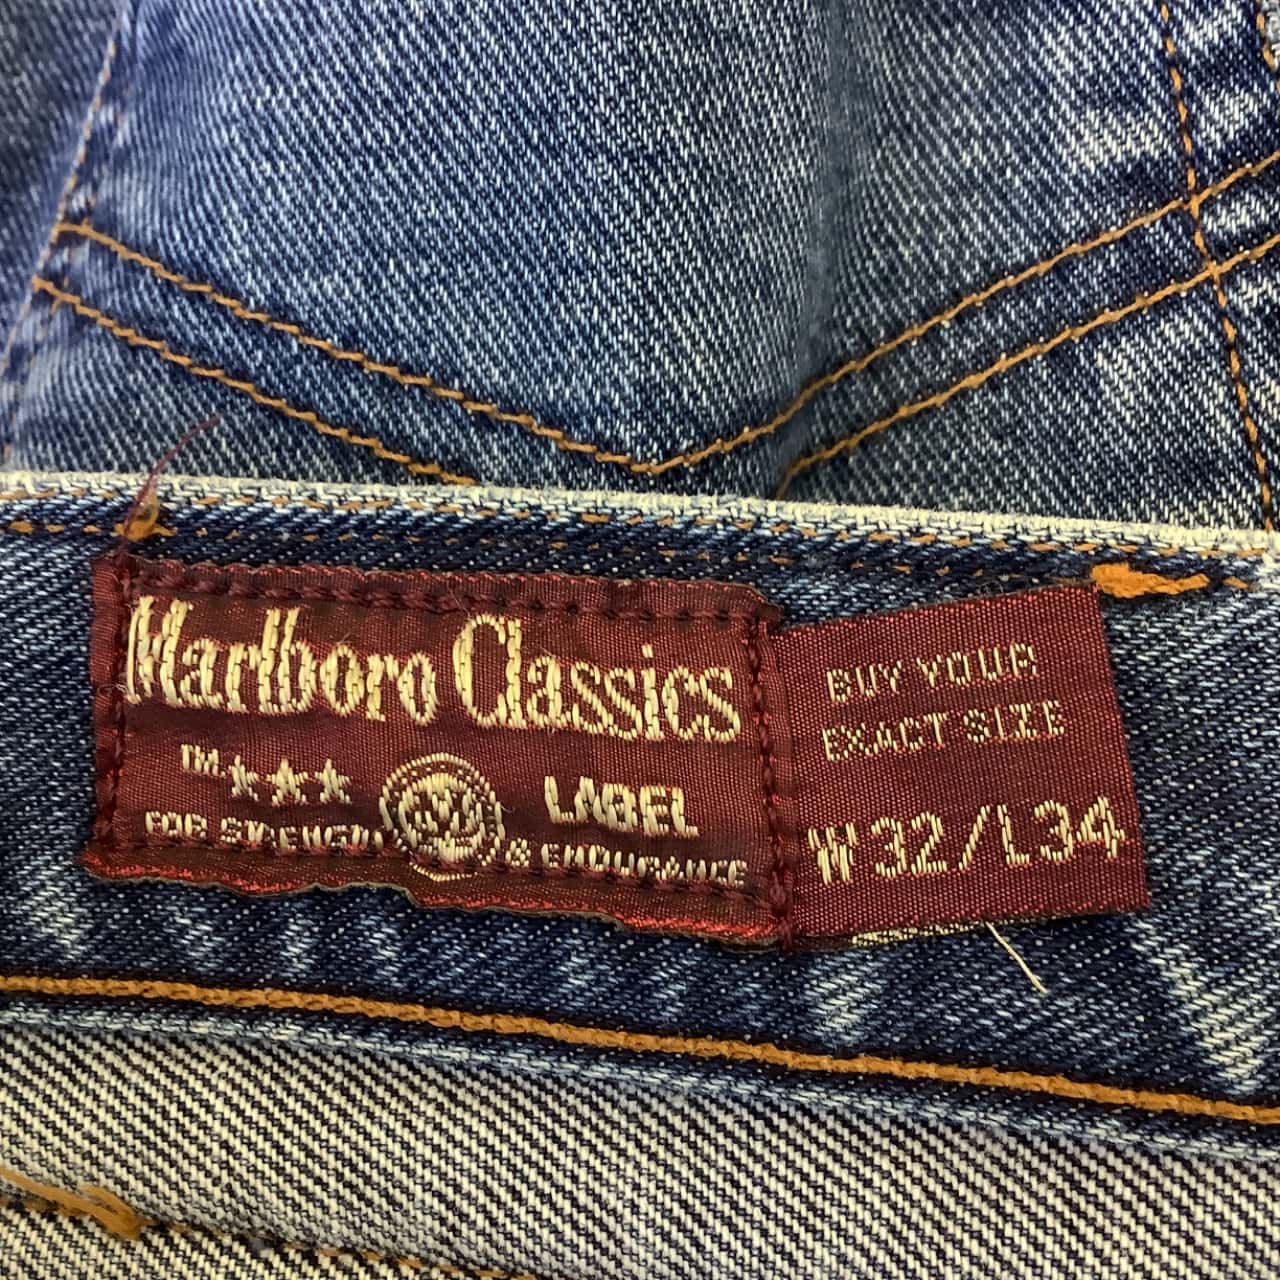 Marlboro Classics
TM. ★★★ LABEL
FOR STRENGTH & ENDURANCE
BUY YOUR
EXACT SIZE
W32/L34